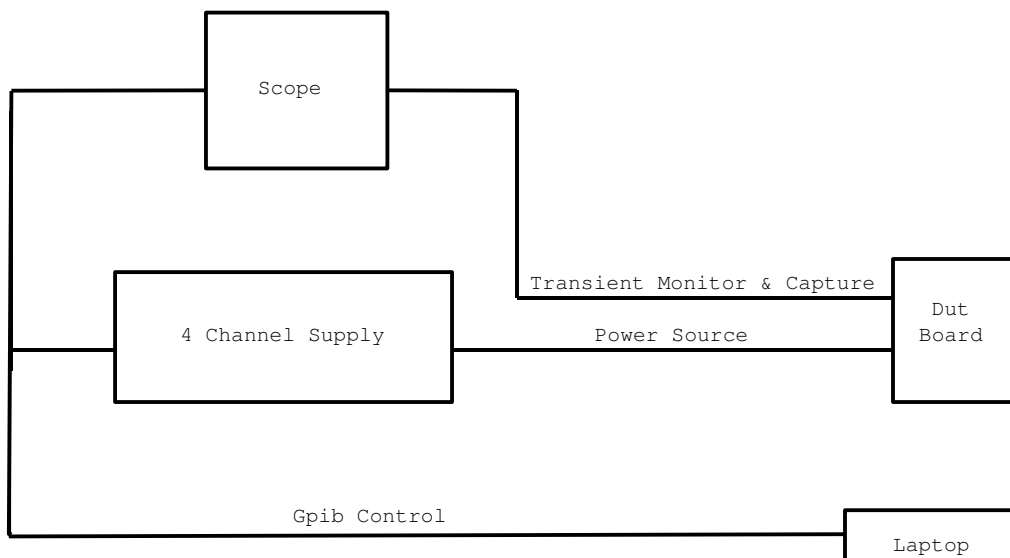 Scope
Transient Monitor & Capture
4 Channel Supply
Power Source
Dut
Board
Gpib Control
Laptop